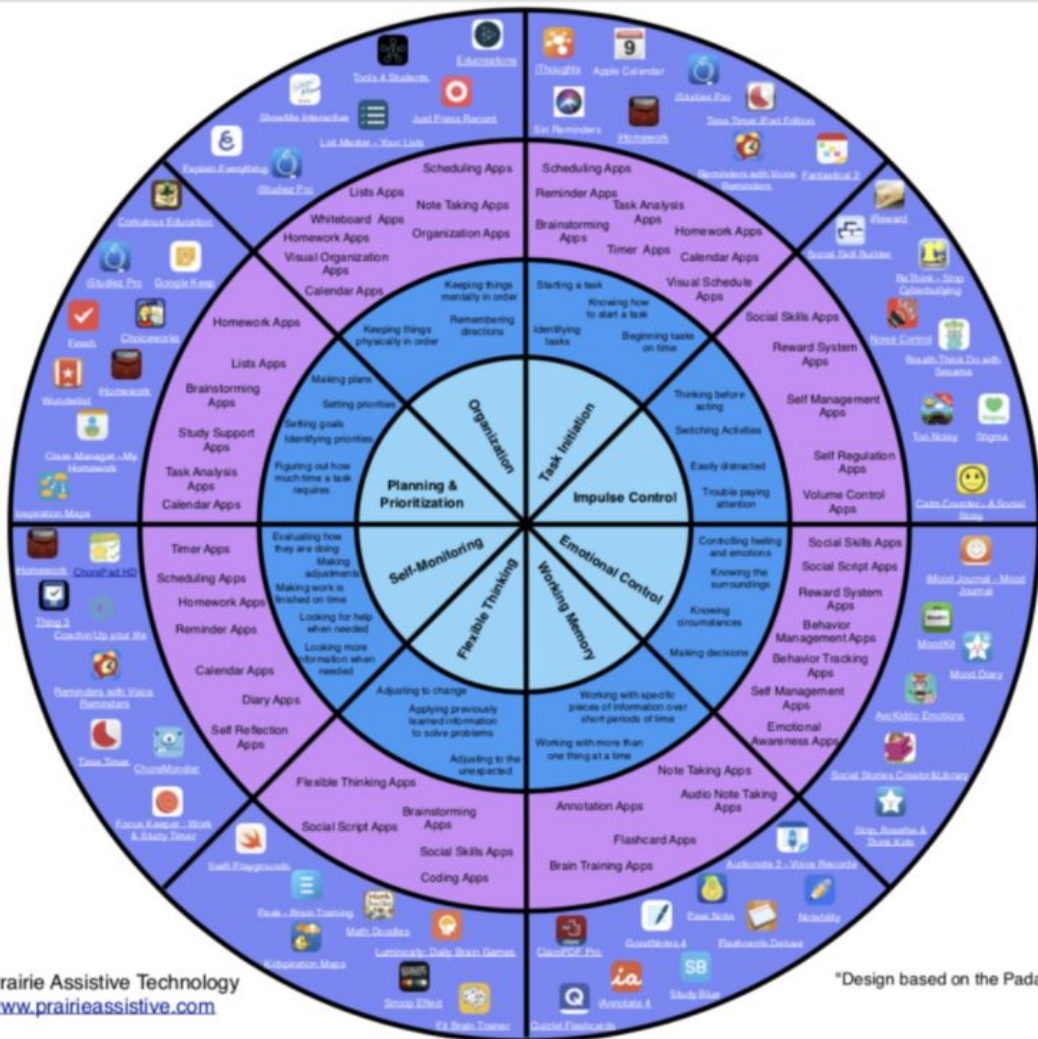 Organization
Keeping things
mentally in order
Remembering
directions
Keeping things
physically in order
Scheduling Apps
Lists Apps
Note Taking Apps
Whiteboard Apps
Homework Apps
Organization Apps
Visual Organization
Apps
Calendar Apps
Educreations
Tools 4 Students
ShowMe Interactive
Just Press Record
List Master - Your Lists
Explain Everything
iStudiez Pro
Task Initiation
Starting a task
Knowing how
to start a task
Identifying
tasks
Beginning tasks
on time
Scheduling Apps
Reminder Apps
Task Analysis
Apps
Brainstorming
Apps
Homework Apps
Timer Apps
Calendar Apps
Visual Schedule
Apps
iThoughts
9
Apple Calendar
iStudiez Pro
Siri Reminders
iHomework
Time Timer iPad Edition
Reminders with Voice
Reminders
Fantastical 2
Impulse Control
Thinking before
acting
Switching Activities
Easily distracted
Trouble paying
attention
Social Skills Apps
Reward System
Apps
Self Management
Apps
Self Regulation
Apps
Volume Control
Apps
iReward
Social Skill Builder
ReThink - Stop
Cyberbullying
Noise Control
Breath Think Do with
Sesame
Too Noisy
Stigma
Calm Counter - A Social
Story
Emotional Control
Controlling feeling
and emotions
Knowing the
surroundings
Knowing
circumstances
Making decisions
Social Skills Apps
Social Script Apps
Reward System
Apps
Behavior
Management Apps
Behavior Tracking
Apps
Self Management
Apps
Emotional
Awareness Apps
iMood Journal - Mood
Journal
MoodKit
Mood Diary
Avokiddo Emotions
Social Stories Creator&Library
Stop, Breathe &
Think Kids
Working Memory
Working with specific
pieces of information over
short periods of time
Working with more than
one thing at a time
Note Taking Apps
Audio Note Taking
Apps
Annotation Apps
Flashcard Apps
Brain Training Apps
Audionote 2 - Voice Recorde
Pear Note
Notability
GoodNotes 4
Flashcards Deluxe
ClaroPDF Pro
ia
iAnnotate 4
SB
Study Blue
Q
Quizlet Flashcards
Flexible Thinking
Adjusting to change
Applying previously
learned information
to solve problems
Adjusting to the
unexpected
Flexible Thinking Apps
Brainstorming
Apps
Social Script Apps
Social Skills Apps
Coding Apps
Swift Playgrounds
Peak - Brain Training
Math Doodles
Kidspiration Maps
Luminosity: Daily Brain Games
Stroop Effect
Fit Brain Trainer
Self-Monitoring
Evaluating how
they are doing
Making
adjustments
Making work is
finished on time
Looking for help
when needed
Looking more
information when
needed
Timer Apps
Scheduling Apps
Homework Apps
Reminder Apps
Calendar Apps
Diary Apps
Self Reflection
Apps
Homework
ChorePad HD
Thing 3
Coachin'Up your life
Reminders with Voice
Reminders
Time Timer
ChoreMonster
Focus Keeper : Work
& Study Timer
Planning &
Prioritization
Making plans
Setting priorities
Setting goals
Identifying priorities
Figuring out how
much time a task
requires
Homework Apps
Lists Apps
Brainstorming
Apps
Study Support
Apps
Task Analysis
Apps
Calendar Apps
Corkulous Education
iStudiez Pro
Google Keep
Finish
Choiceworks
Wunderlist
iHomework
Class Manager - My
Homework
Inspiration Maps
rairie Assistive Technology
ww.prairieassistive.com
"Design based on the Pada